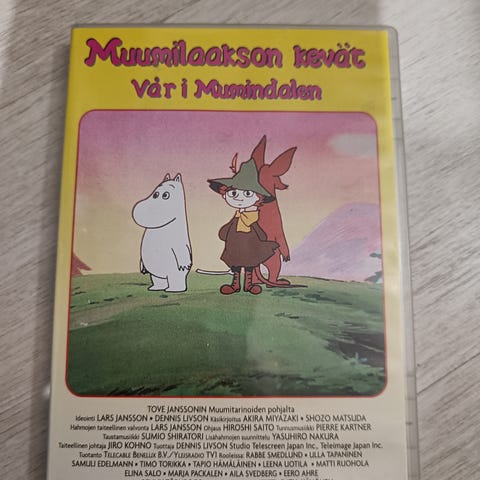 Muumilaakson kevät
Vår i Mumindalen
TOVE JANSSONIN Muumitarinoiden pohjalta
Ideointi LARS JANSSON • DENNIS LIVSON Käsikirjoitus AKIRA MIYAZAKI • SHOZO MATSUDA
Hahmojen taiteellinen valvonta LARS JANSSON Ohjaus HIROSHI SAITO Tunnusmusiikki PIERRE KARTNER
Taustamusiikki SUMIO SHIRATORI Lisähahmojen suunnittelu YASUHIRO NAKURA
Taiteellinen johtaja JIRO KOHNO Tuottaja DENNIS LIVSON Studio Telescreen Japan Inc., Teleimage Japan Inc.
Tuotanto TELECABLE BENELUX B.V./YLEISRADIO TV1 Rooleissa: RABBE SMEDLUND • ULLA TAPANINEN
SAMULI EDELMANN • TIMO TORIKKA • TAPIO HÄMÄLÄINEN • LEENA UOTILA • MATTI RUOHOLA
ELINA SALO • MARJA PACKALEN • AILA SVEDBERG • EERO AHRE